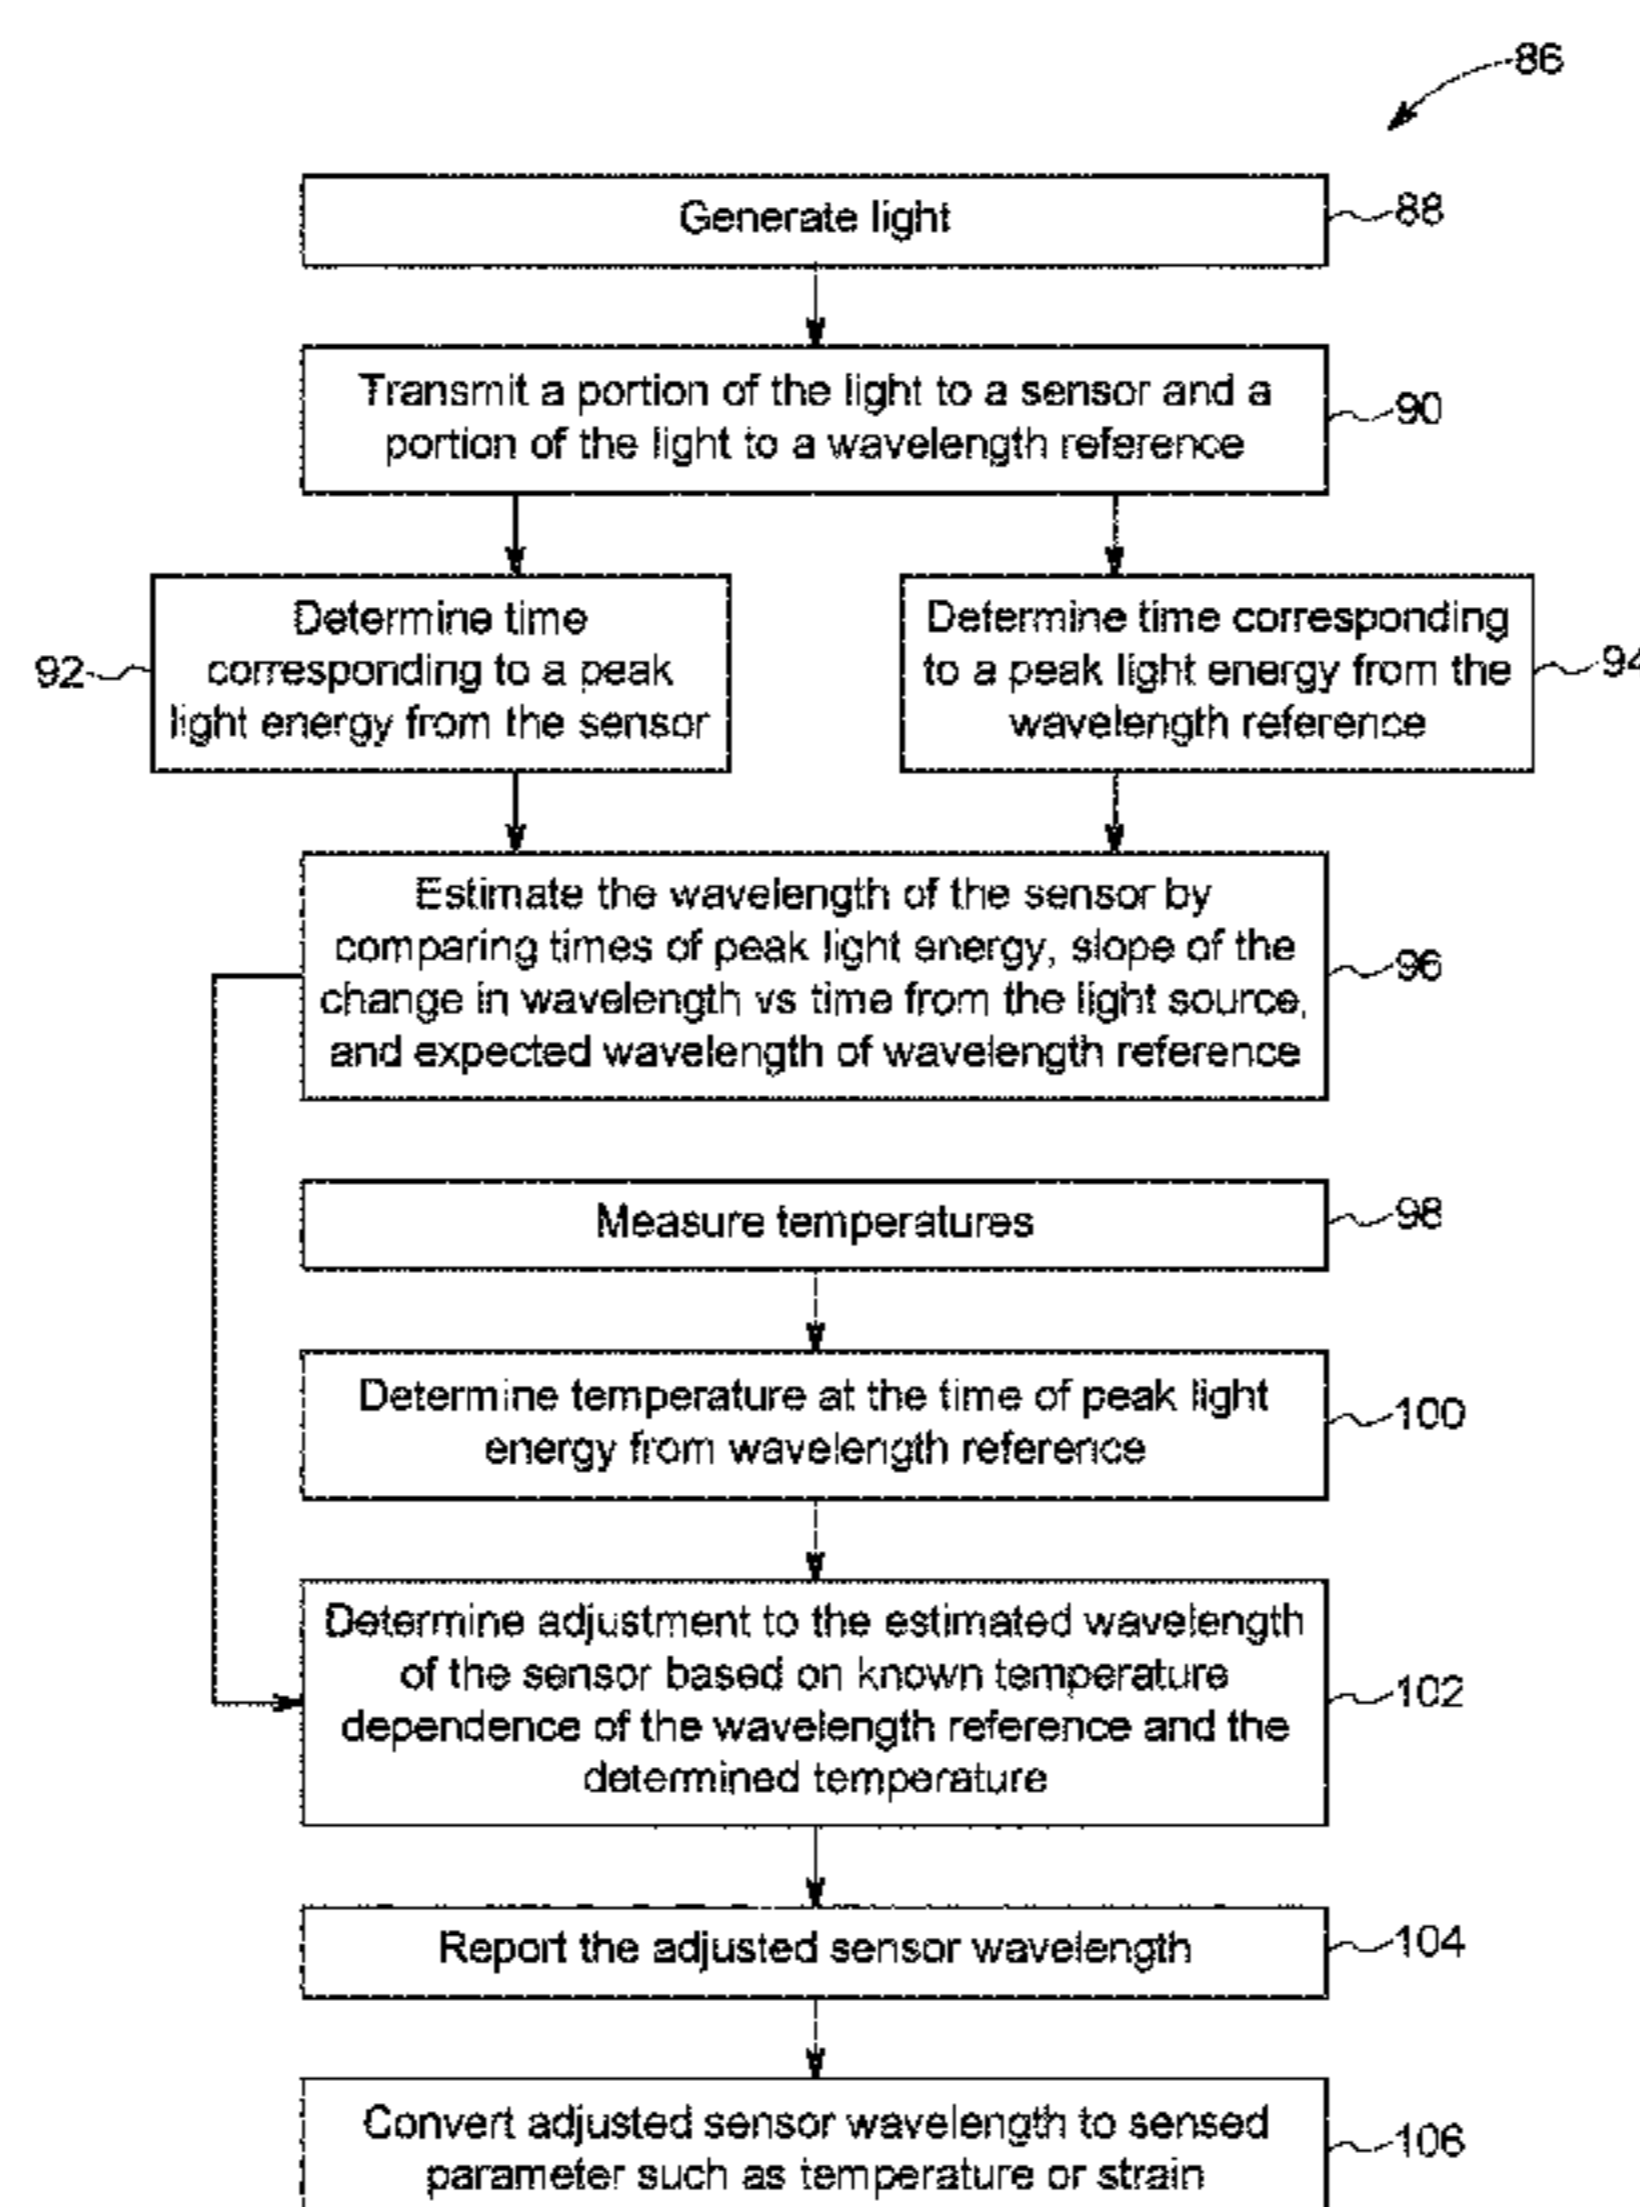 86
Generate light
88
Transmit a portion of the light to a sensor and a
portion of the light to a wavelength reference
90
Determine time
corresponding to a peak
light energy from the sensor
92
Determine time corresponding
to a peak light energy from the
wavelength reference
94
Estimate the wavelength of the sensor by
comparing times of peak light energy, slope of the
change in wavelength vs time from the light source,
and expected wavelength of wavelength reference
96
Measure temperatures
98
Determine temperature at the time of peak light
energy from wavelength reference
100
Determine adjustment to the estimated wavelength
of the sensor based on known temperature
dependence of the wavelength reference and the
determined temperature
102
Report the adjusted sensor wavelength
104
Convert adjusted sensor wavelength to sensed
parameter such as temperature or strain
106